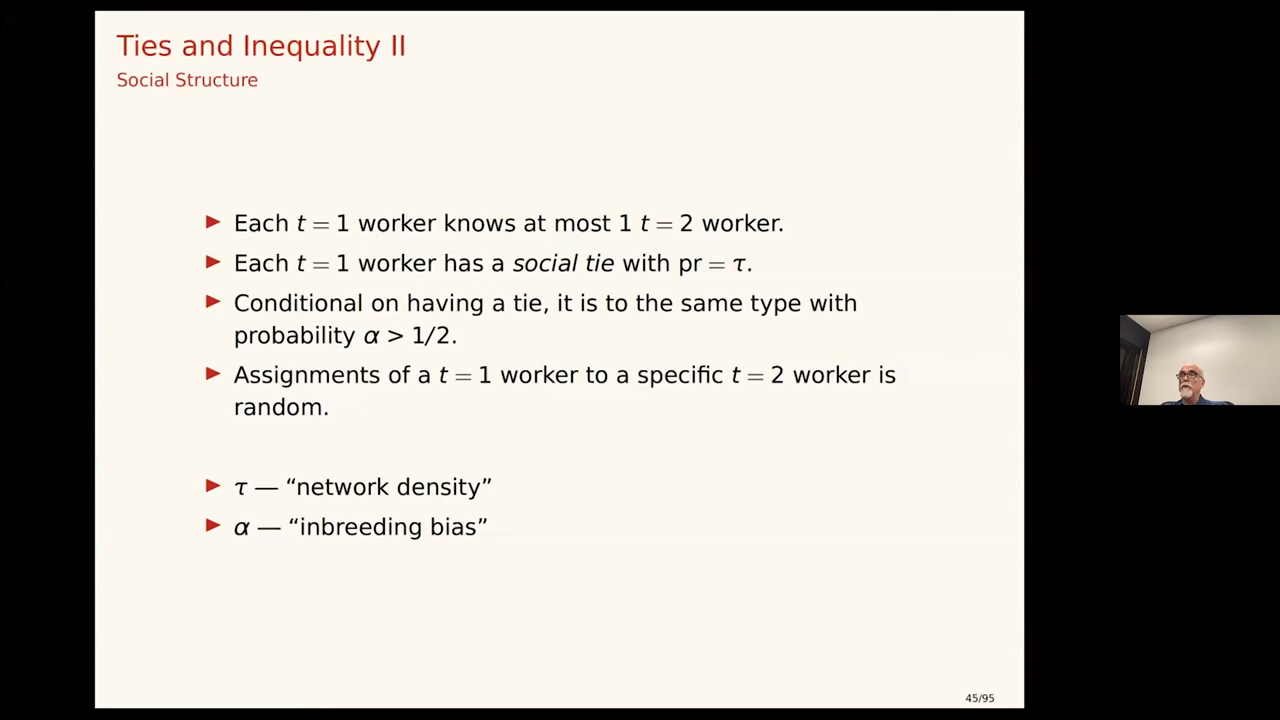 Ties and Inequality II
Social Structure
▶ Each t = 1 worker knows at most 1 t = 2 worker.
▶ Each t = 1 worker has a social tie with pr = τ.
▶ Conditional on having a tie, it is to the same type with
probability α > 1/2.
▶ Assignments of a t = 1 worker to a specific t = 2 worker is
random.
▶ τ — “network density”
▶ α — “inbreeding bias”
45/95